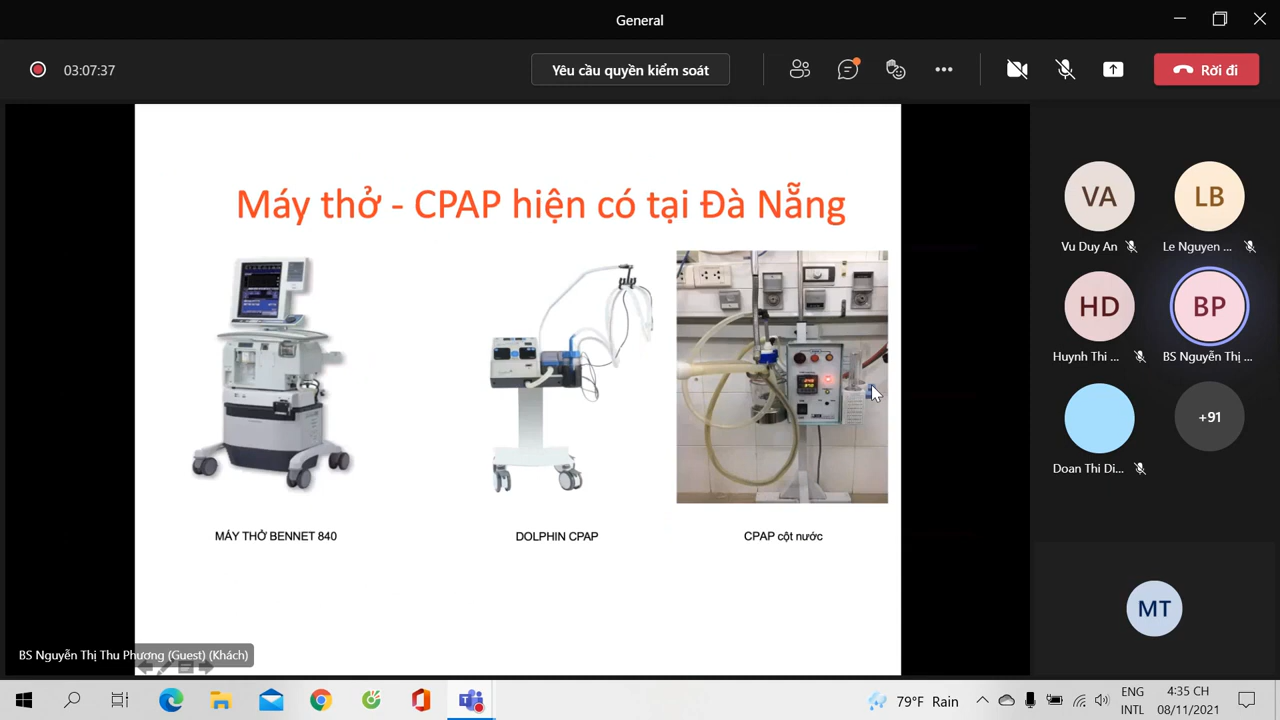 General
03:07:37
Yêu cầu quyền kiểm soát
Rời đi
Máy thở - CPAP hiện có tại Đà Nẵng
MÁY THỞ BENNET 840
DOLPHIN CPAP
CPAP cột nước
VA
LB
Vu Duy An
Le Nguyen ...
HD
BP
Huynh Thi ...
BS Nguyễn Thị ...
+91
Doan Thi Di...
MT
BS Nguyễn Thị Thu Phương (Guest) (Khách)
79°F Rain
ENG
INTL
4:35 CH
08/11/2021